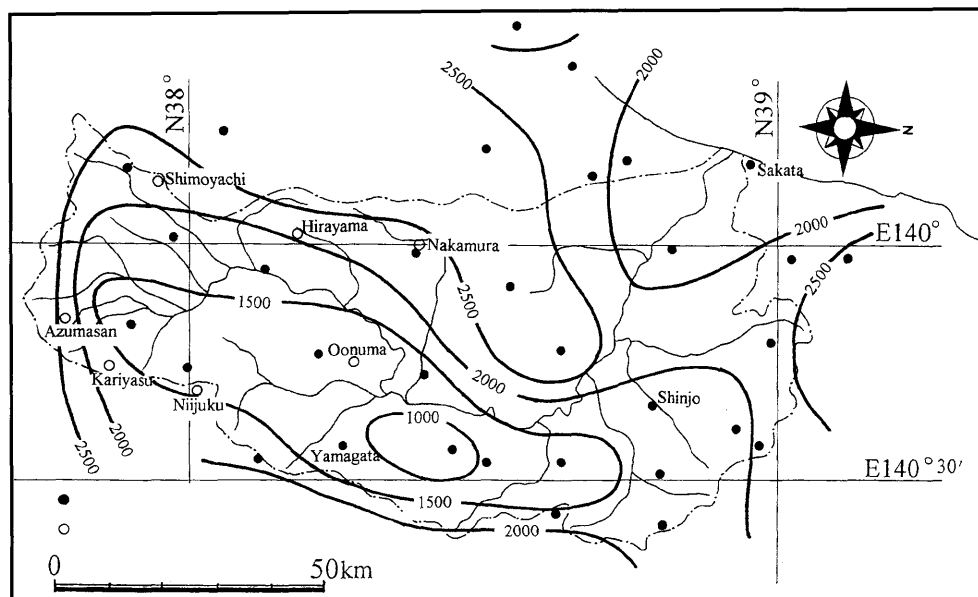 2500
2000
N38°
N39°
N
Sakata
Shimoyachi
Hirayama
Nakamura
2000
E140°
2500
1500
2500
Azumasan
Oonuma
2000
Kariyasu
Niijuku
Shinjo
1000
2000
2500
Yamagata
E140°30′
1500
2000
0
50km